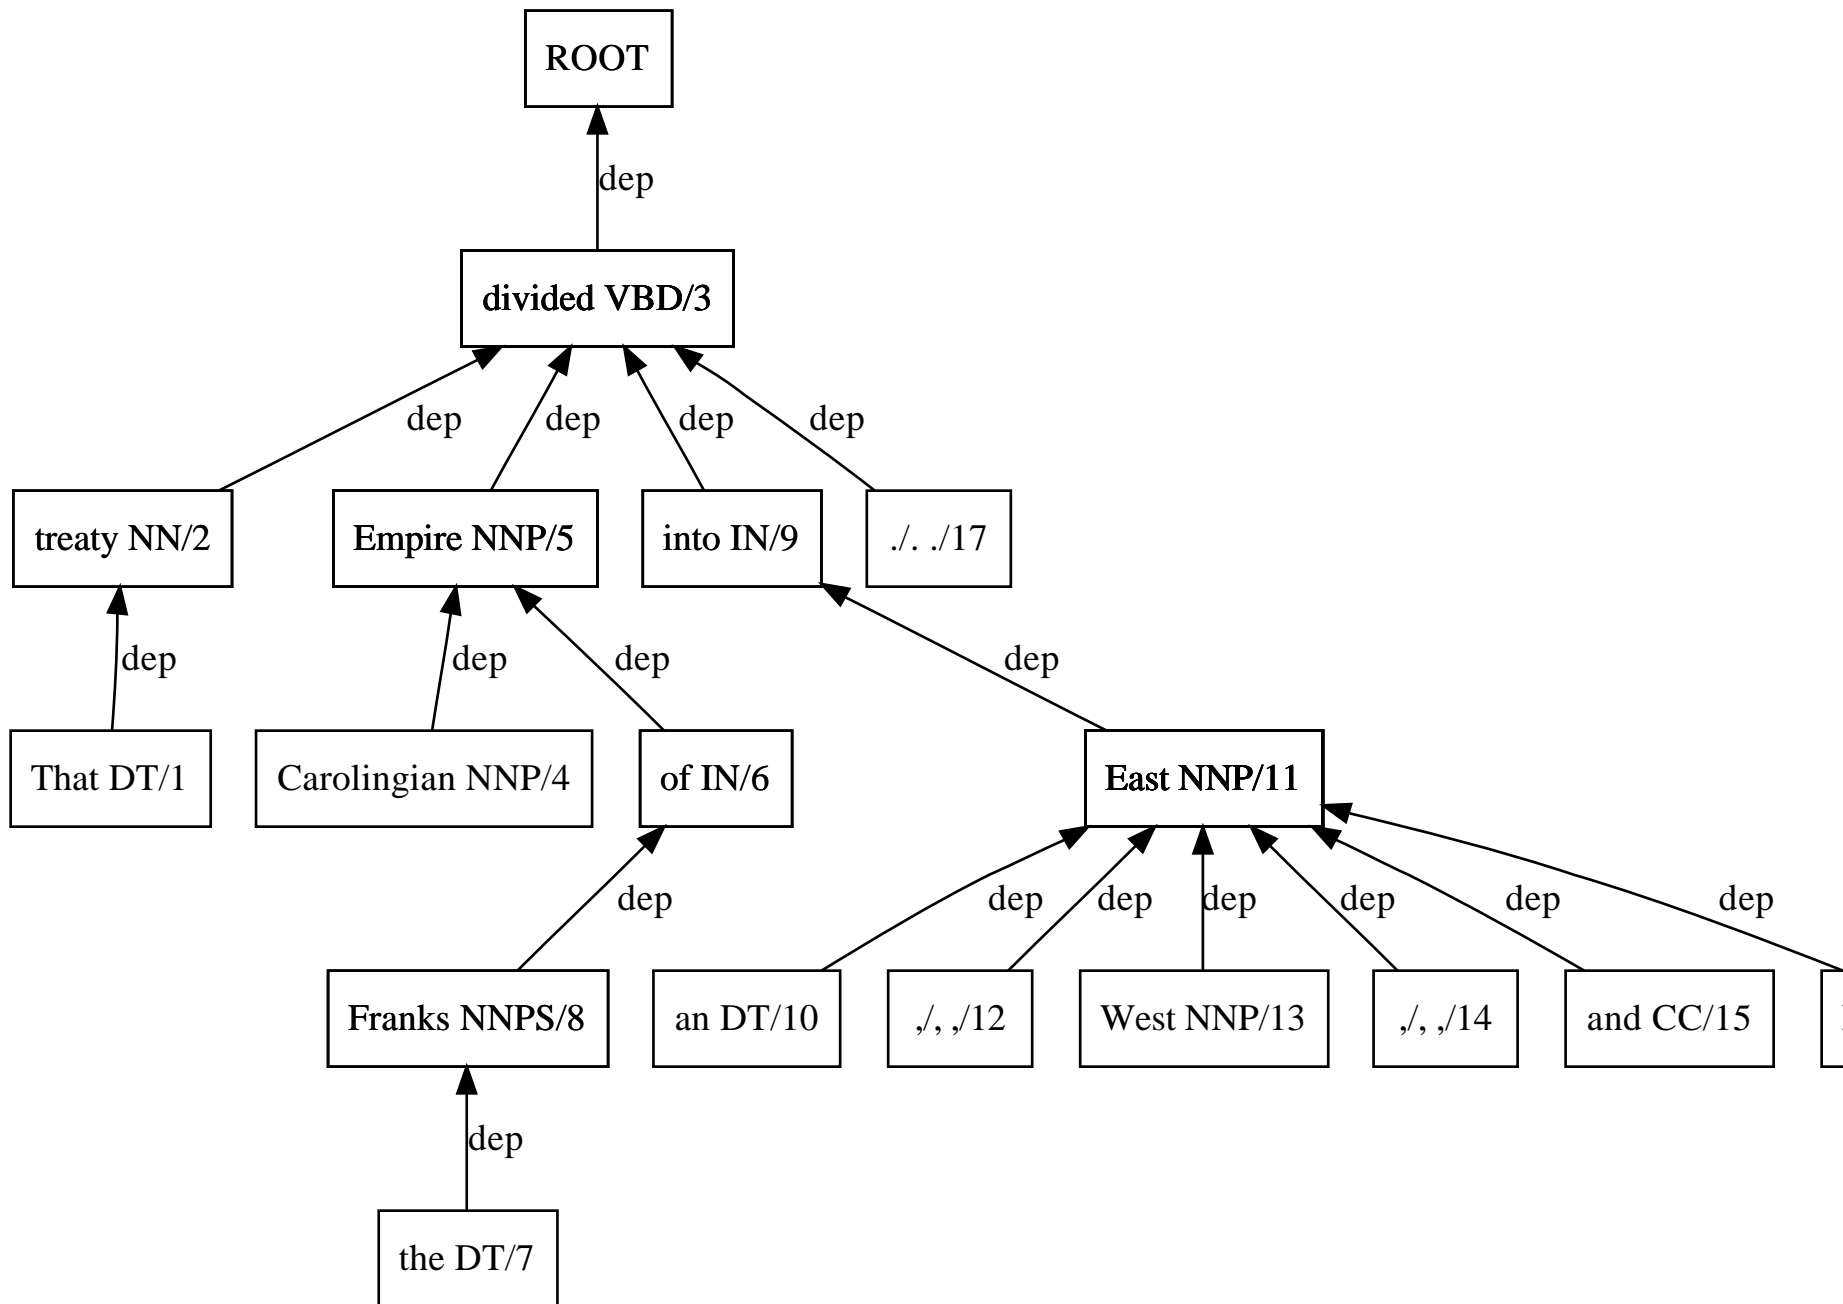 ROOT
dep
divided VBD/3
dep dep dep dep
treaty NN/2 Empire NNP/5 into IN/9 ./. ./17
dep dep dep dep
That DT/1 Carolingian NNP/4 of IN/6 East NNP/11
dep dep dep dep dep dep dep
Franks NNPS/8 an DT/10 ,/, ,/12 West NNP/13 ,/, ,/14 and CC/15
dep
the DT/7